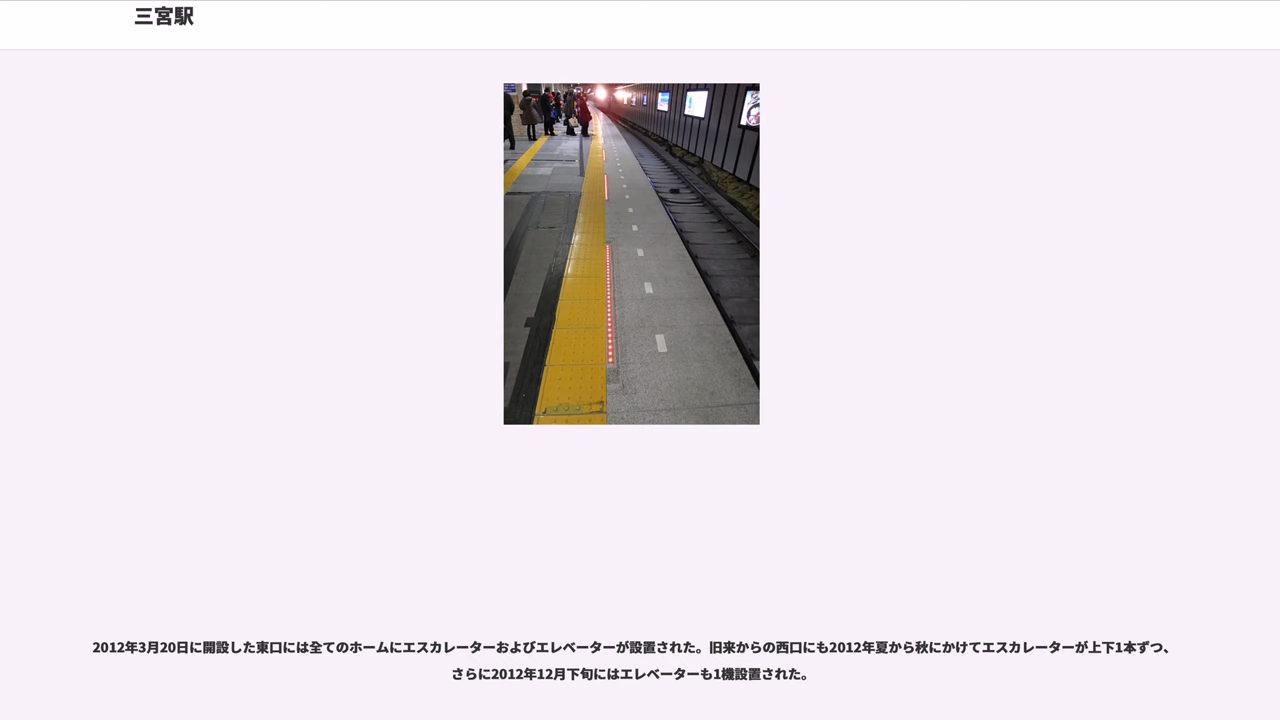 三宮駅
2012年3月20日に開設した東口には全てのホームにエスカレーターおよびエレベーターが設置された。旧来からの西口にも2012年夏から秋にかけてエスカレーターが上下1本ずつ、
さらに2012年12月下旬にはエレベーターも1機設置された。